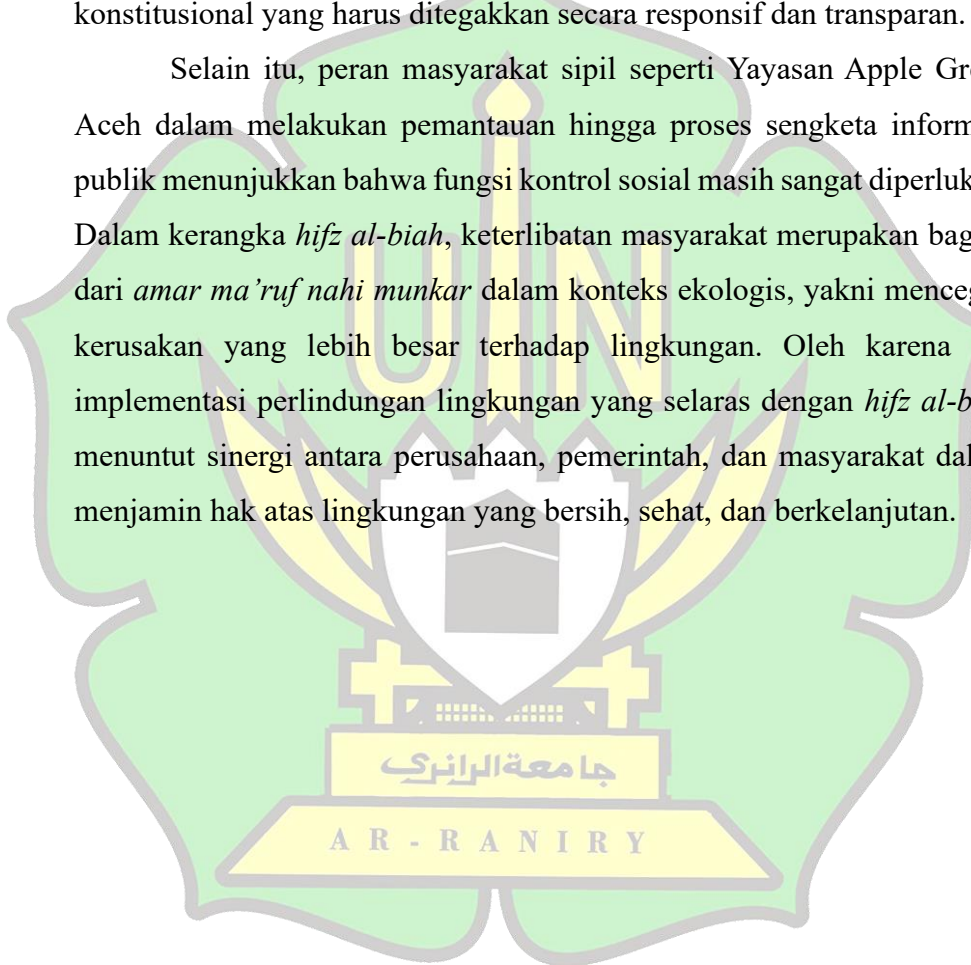 konstitusional yang harus ditegakkan secara responsif dan transparan.
Selain itu, peran masyarakat sipil seperti Yayasan Apple Gr
Aceh dalam melakukan pemantauan hingga proses sengketa inform
publik menunjukkan bahwa fungsi kontrol sosial masih sangat diperluk
Dalam kerangka hifz al-biah, keterlibatan masyarakat merupakan bag
dari amar ma’ruf nahi munkar dalam konteks ekologis, yakni menceg
kerusakan yang lebih besar terhadap lingkungan. Oleh karena
implementasi perlindungan lingkungan yang selaras dengan hifz al-b
menuntut sinergi antara perusahaan, pemerintah, dan masyarakat dal
menjamin hak atas lingkungan yang bersih, sehat, dan berkelanjutan.
UIN
جامعة الرانري
AR-RANIRY